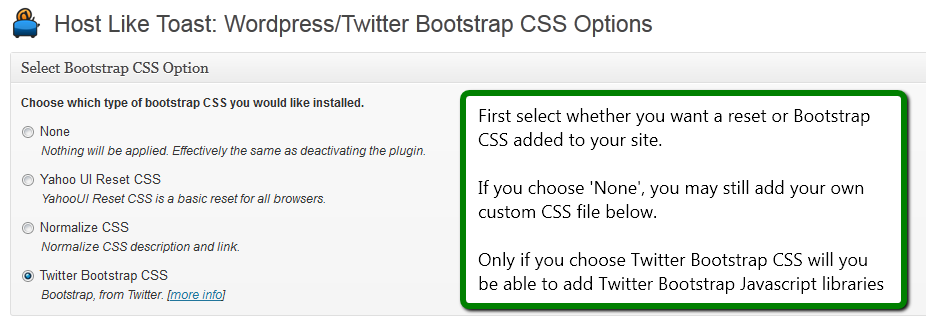 Host Like Toast: Wordpress/Twitter Bootstrap CSS Options
Select Bootstrap CSS Option
Choose which type of bootstrap CSS you would like installed.
None
Nothing will be applied. Effectively the same as deactivating the plugin.
Yahoo UI Reset CSS
YahooUI Reset CSS is a basic reset for all browsers.
Normalize CSS
Normalize CSS description and link.
Twitter Bootstrap CSS
Bootstrap, from Twitter. [more info]
First select whether you want a reset or Bootstrap
CSS added to your site.
If you choose 'None', you may still add your own
custom CSS file below.
Only if you choose Twitter Bootstrap CSS will you
be able to add Twitter Bootstrap Javascript libraries